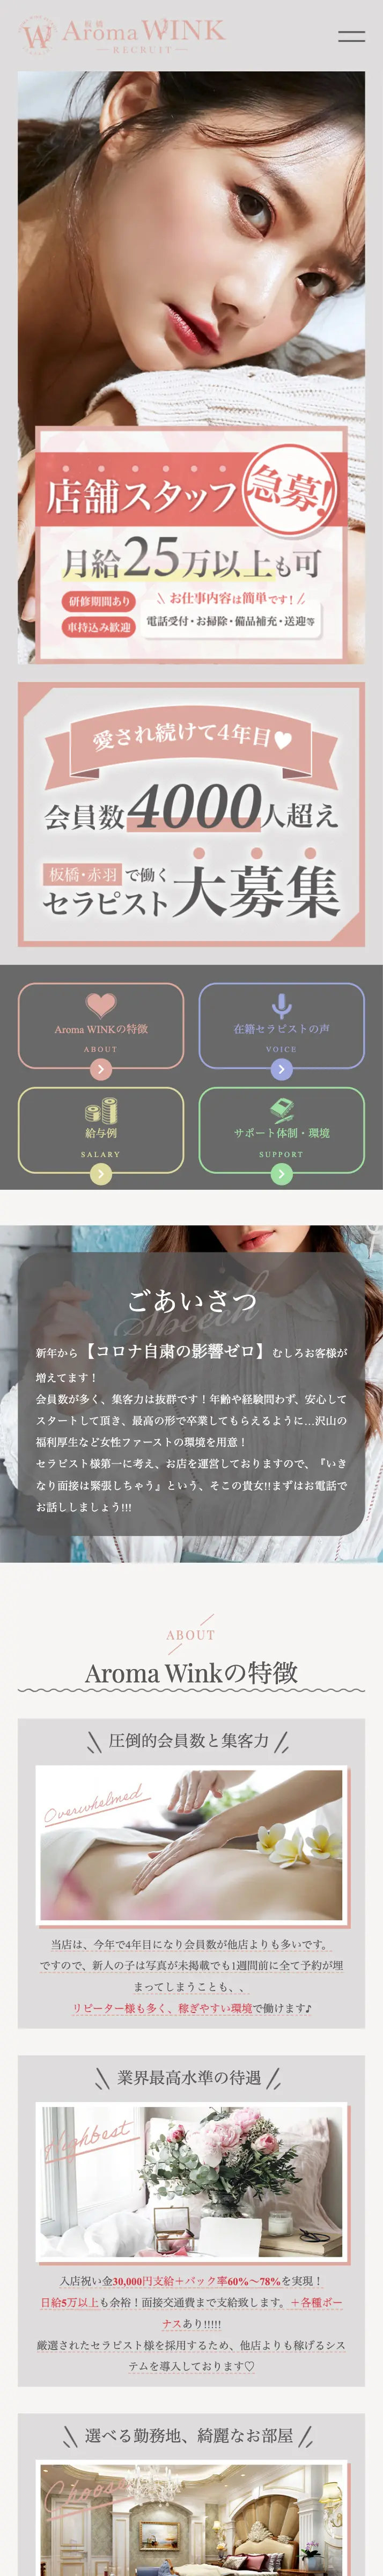 板橋
Aroma WINK
RECRUIT
店舗スタッフ急募!
月給25万以上も可
研修期間あり
車持込み歓迎
お仕事内容は簡単です!
電話受付・お掃除・備品補充・送迎等
愛され続けて4年目
会員数4000人超え
板橋・赤羽で働く
セラピスト大募集
Aroma WINKの特徴
ABOUT
在籍セラピストの声
VOICE
給与例
SALARY
サポート体制・環境
SUPPORT
Speech
ごあいさつ
新年から【コロナ自粛の影響ゼロ】むしろお客様が
増えてます！
会員数が多く、集客力は抜群です！年齢や経験問わず、安心して
スタートして頂き、最高の形で卒業してもらえるように…沢山の
福利厚生など女性ファーストの環境を用意！
セラピスト様第一に考え、お店を運営しておりますので、『いき
なり面接は緊張しちゃう』という、そこの貴女!!まずはお電話で
お話ししましょう!!!
ABOUT
Aroma Winkの特徴
圧倒的会員数と集客力
Overwhelmed
当店は、今年で4年目になり会員数が他店よりも多いです。
ですので、新人の子は写真が未掲載でも1週間前に全て予約が埋
まってしまうことも、、
リピーター様も多く、稼ぎやすい環境で働けます♪
業界最高水準の待遇
Highbest
入店祝い金30,000円支給＋バック率60%〜78%を実現！
日給5万以上も余裕！面接交通費まで支給致します。＋各種ボー
ナスあり!!!!!
厳選されたセラピスト様を採用するため、他店よりも稼げるシス
テムを導入しております♡
選べる勤務地、綺麗なお部屋
Choose